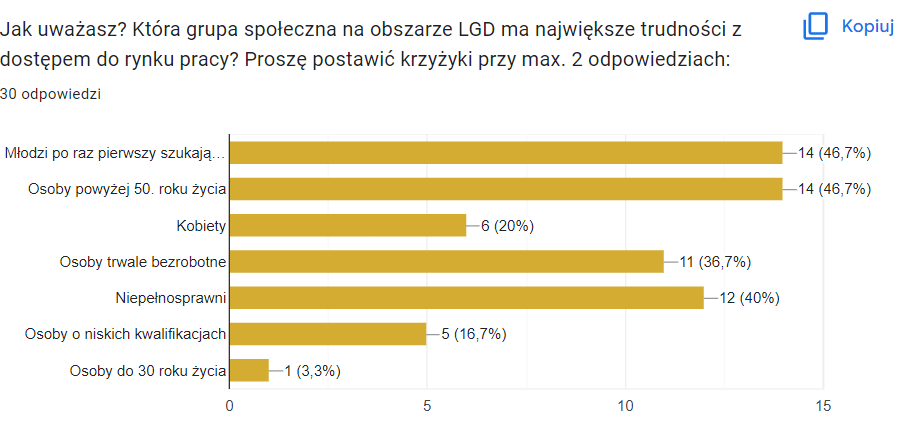 Jak uważasz? Która grupa społeczna na obszarze LGD ma największe trudności z
dostępem do rynku pracy? Proszę postawić krzyżyki przy max. 2 odpowiedziach:
Kopiuj
30 odpowiedzi
Młodzi po raz pierwszy szukają… 14 (46,7%)
Osoby powyżej 50. roku życia 14 (46,7%)
Kobiety 6 (20%)
Osoby trwale bezrobotne 11 (36,7%)
Niepełnosprawni 12 (40%)
Osoby o niskich kwalifikacjach 5 (16,7%)
Osoby do 30 roku życia 1 (3,3%)
0 5 10 15